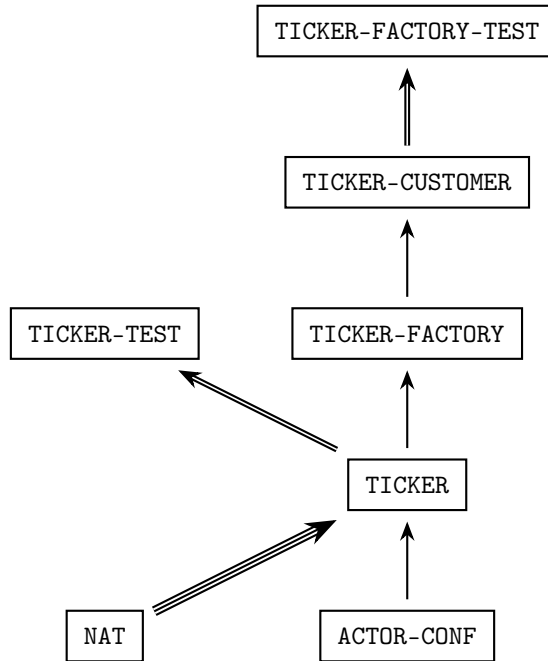 TICKER-FACTORY-TEST
TICKER-CUSTOMER
TICKER-TEST
TICKER-FACTORY
TICKER
NAT
ACTOR-CONF